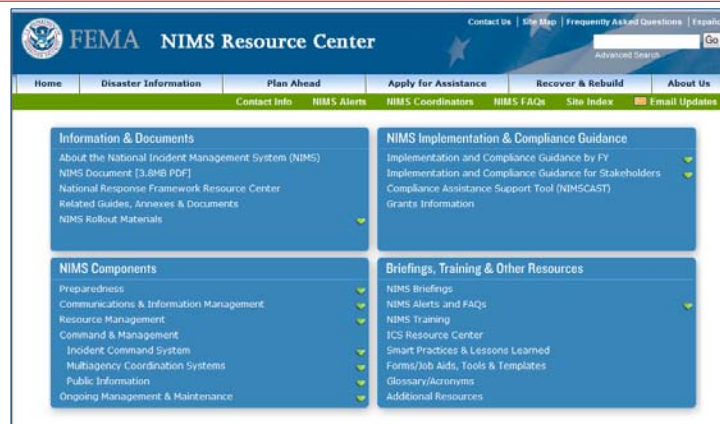 Contact Us | Site Map | Frequently Asked Questions | Españo
FEMA NIMS Resource Center
Go
Advanced Search
Home Disaster Information Plan Ahead Apply for Assistance Recover & Rebuild About Us
Contact Info NIMS Alerts NIMS Coordinators NIMS FAQs Site Index Email Updates
Information & Documents
About the National Incident Management System (NIMS)
NIMS Document [3.8MB PDF]
National Response Framework Resource Center
Related Guides, Annexes & Documents
NIMS Rollout Materials
NIMS Implementation & Compliance Guidance
Implementation and Compliance Guidance by FY
Implementation and Compliance Guidance for Stakeholders
Compliance Assistance Support Tool (NIMSCAST)
Grants Information
NIMS Components
Preparedness
Communications & Information Management
Resource Management
Command & Management
Incident Command System
Multiagency Coordination Systems
Public Information
Ongoing Management & Maintenance
Briefings, Training & Other Resources
NIMS Briefings
NIMS Alerts and FAQs
NIMS Training
ICS Resource Center
Smart Practices & Lessons Learned
Forms/Job Aids, Tools & Templates
Glossary/Acronyms
Additional Resources